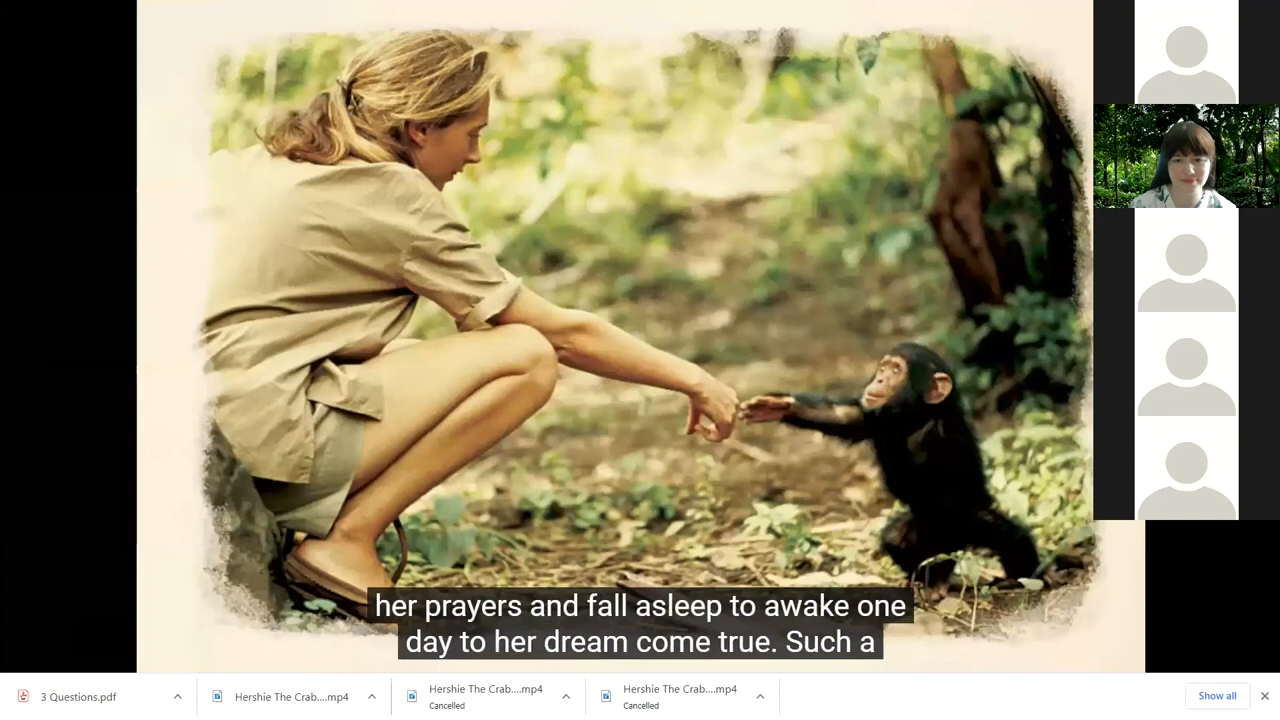 her prayers and fall asleep to awake one
day to her dream come true. Such a
3 Questions.pdf
Hershie The Crab....mp4
Hershie The Crab....mp4
Cancelled
Hershie The Crab....mp4
Cancelled
Show all